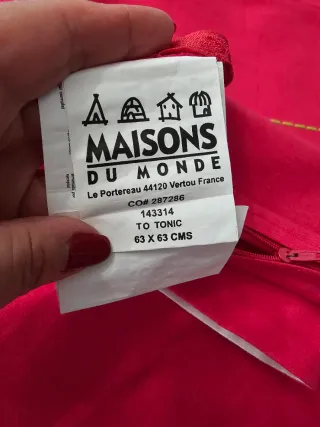 MAISONS
DU MONDE
Le Portereau 44120 Vertou France
CO# 287286
143314
TO TONIC
63 X 63 CMS